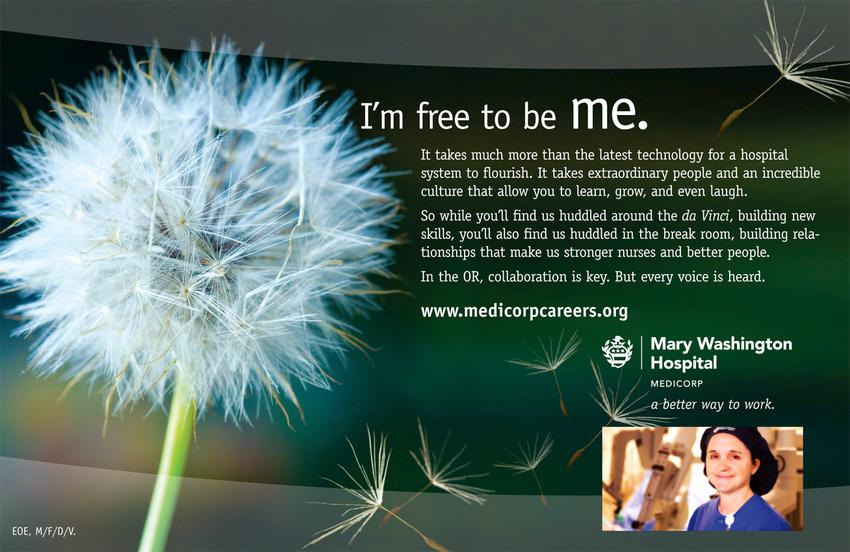 I'm free to be me.
It takes much more than the latest technology for a hospital
system to flourish. It takes extraordinary people and an incredible
culture that allow you to learn, grow, and even laugh.
So while you'll find us huddled around the da Vinci, building new
skills, you'll also find us huddled in the break room, building rela-
tionships that make us stronger nurses and better people.
In the OR, collaboration is key. But every voice is heard.
www.medicorpcareers.org
Mary Washington
Hospital
MEDICORP
a better way to work.
EOE, M/F/D/V.